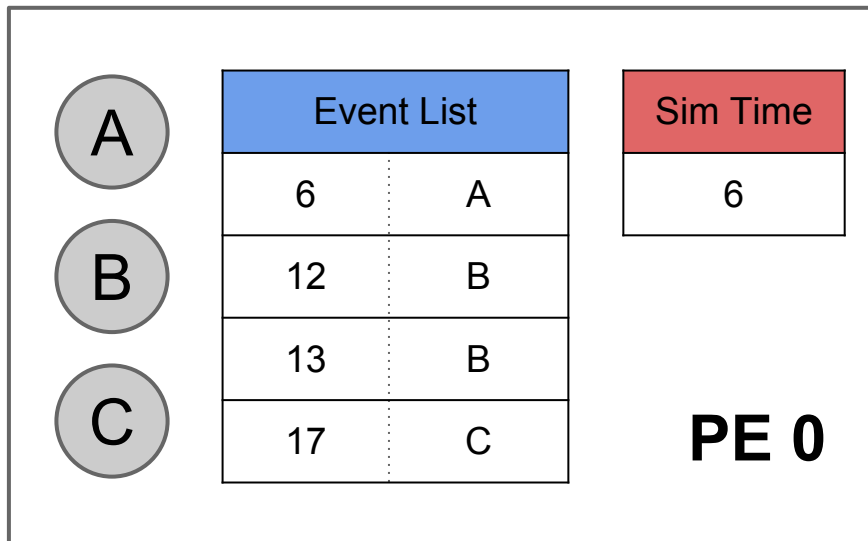 A
B
C
Event List
6 A
12 B
13 B
17 C
Sim Time
6
PE 0